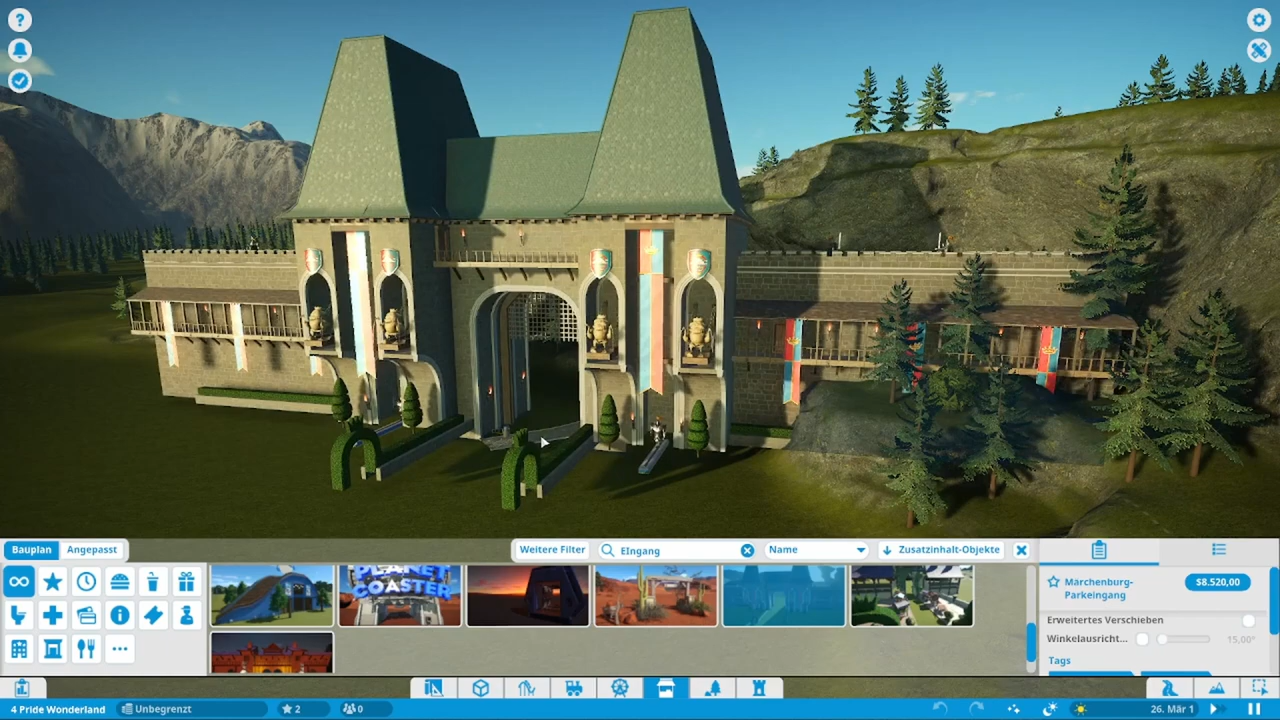 Bauplan
Angepasst
Weitere Filter
EIngang
Name
Zusatzinhalt-Objekte
PLANET
COASTER
Märchenburg-
Parkeingang
$8.520,00
Erweitertes Verschieben
Winkelausricht...
15,00°
Tags
4 Pride Wonderland
Unbegrenzt
2
0
26. Mär 1